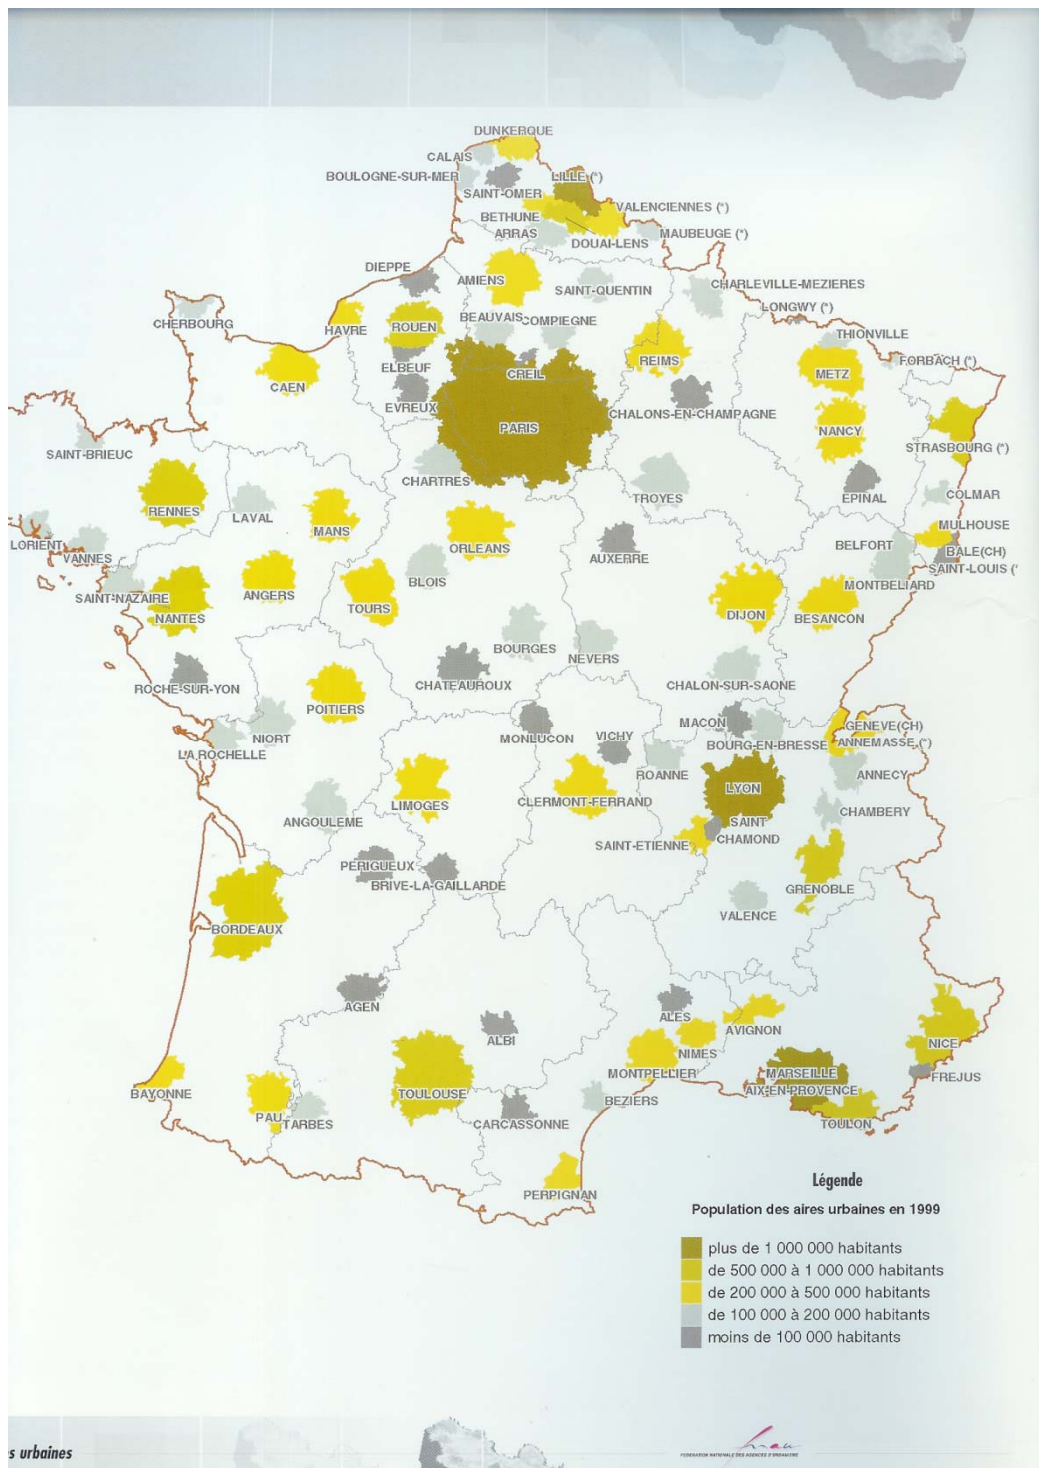 DUNKERQUE
CALAIS
BOULOGNE-SUR-MER
LILLE (*)
SAINT-OMER
VALENCIENNES (*)
BETHUNE
ARRAS
MAUBEUGE (*)
DOUAI-LENS
DIEPPE
AMIENS
SAINT-QUENTIN
CHARLEVILLE-MEZIERES
LONGWY (*)
CHERBOURG
HAVRE
ROUEN
BEAUVAIS
COMPIEGNE
THIONVILLE
REIMS
FORBACH (*)
ELBEUF
CREIL
METZ
CAEN
EVREUX
CHALONS-EN-CHAMPAGNE
PARIS
NANCY
STRASBOURG (*)
SAINT-BRIEUC
CHARTRES
TROYES
EPINAL
COLMAR
RENNES
LAVAL
MANS
MULHOUSE
LORIENT
VANNES
ORLEANS
AUXERRE
BELFORT
BALE(CH)
SAINT-LOUIS (*
BLOIS
MONTBELIARD
SAINT-NAZAIRE
ANGERS
TOURS
NANTES
DIJON
BESANCON
BOURGES
NEVERS
ROCHE-SUR-YON
CHATEAUROUX
CHALON-SUR-SAONE
POITIERS
MACON
GENEVE(CH)
NIORT
MONLUCON
VICHY
BOURG-EN-BRESSE
ANNEMASSE (*)
LA ROCHELLE
ROANNE
ANNECY
LYON
LIMOGES
CLERMONT-FERRAND
CHAMBERY
ANGOULEME
SAINT
CHAMOND
SAINT-ETIENNE
PERIGUEUX
BRIVE-LA-GAILLARDE
GRENOBLE
VALENCE
BORDEAUX
AGEN
ALES
AVIGNON
ALBI
NIMES
NICE
MONTPELLIER
MARSEILLE
FREJUS
BAYONNE
TOULOUSE
AIX-EN-PROVENCE
BEZIERS
PAU
TARBES
CARCASSONNE
TOULON
PERPIGNAN
Légende
Population des aires urbaines en 1999
plus de 1 000 000 habitants
de 500 000 à 1 000 000 habitants
de 200 000 à 500 000 habitants
de 100 000 à 200 000 habitants
moins de 100 000 habitants
s urbaines
fnau
FEDERATION NATIONALE DES AGENCES D'URBANISME